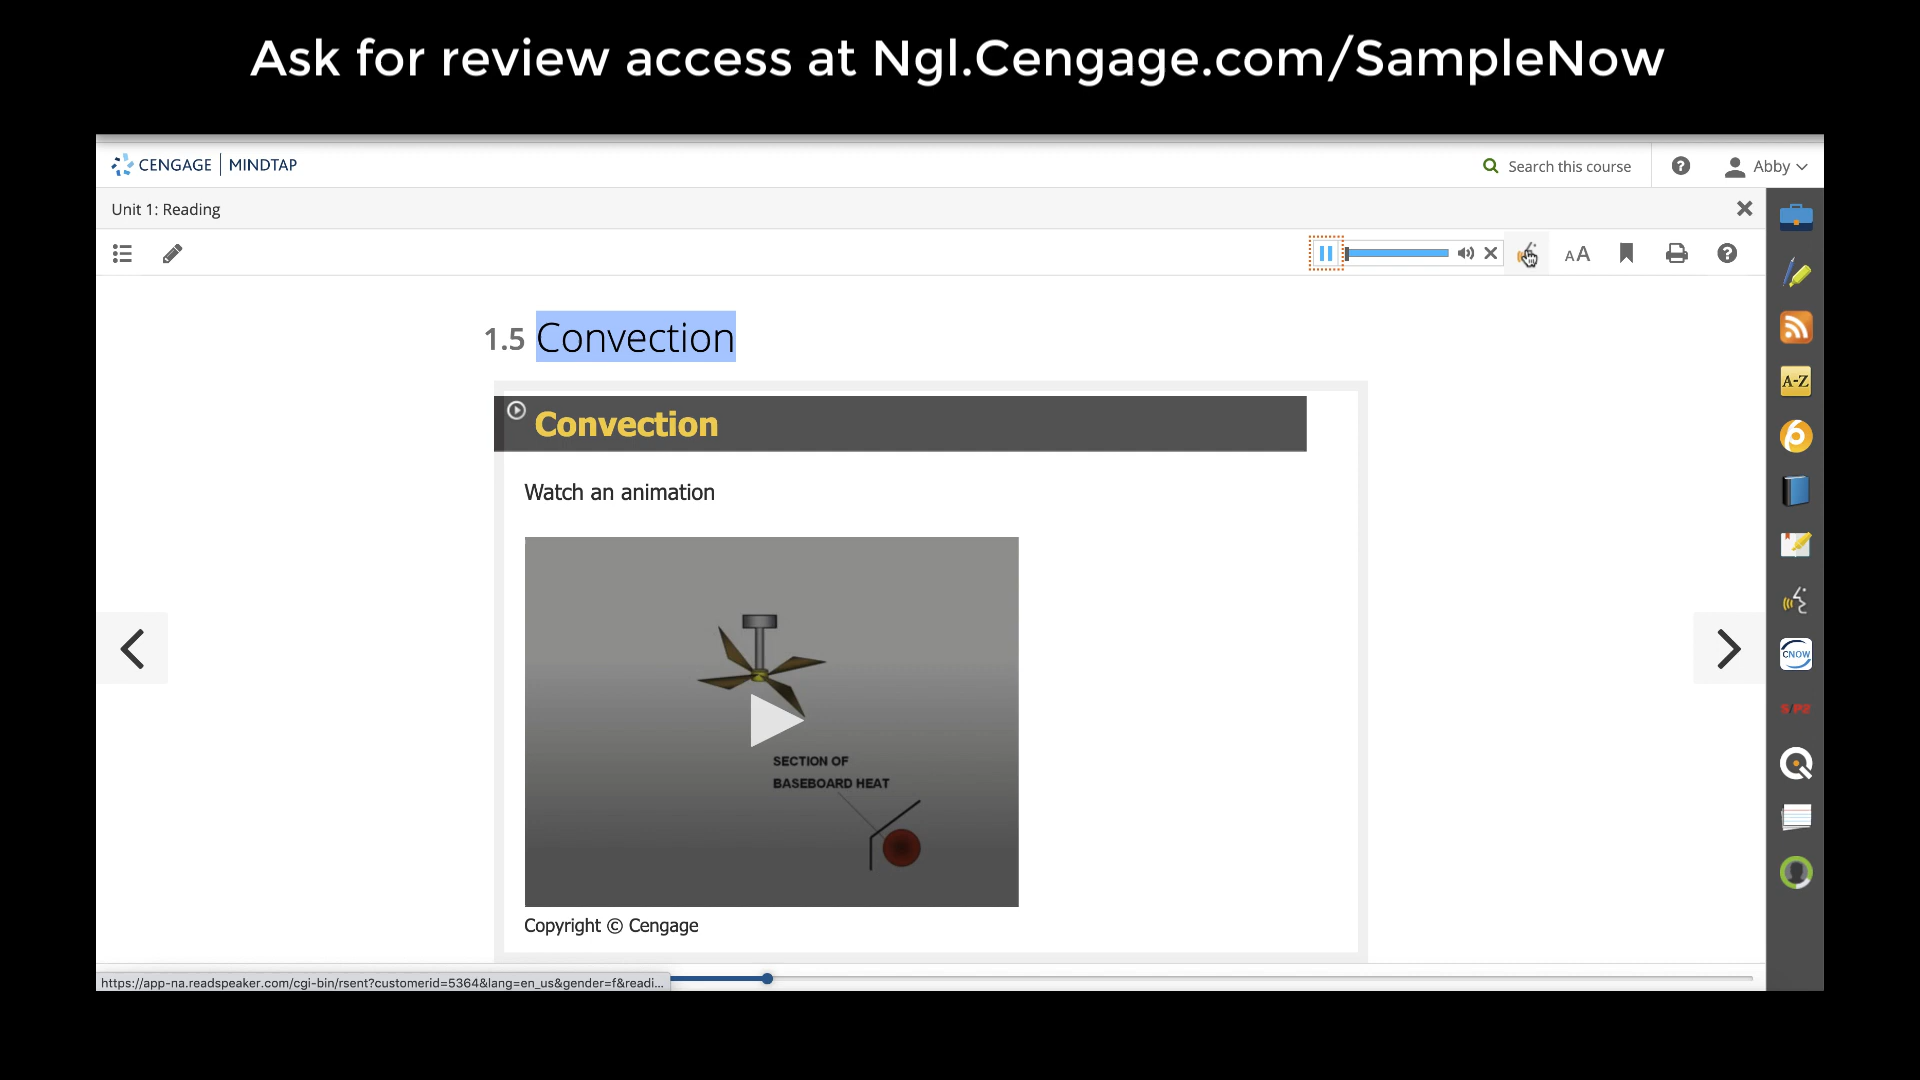 Ask for review access at Ngl.Cengage.com/SampleNow
CENGAGE | MINDTAP
Search this course
Abby
Unit 1: Reading
AA
1.5 Convection
Convection
Watch an animation
SECTION OF
BASEBOARD HEAT
Copyright © Cengage
A-Z
CNOW
S/P2
https://app-na.readspeaker.com/cgi-bin/rsent?customerid=5364&lang=en_us&gender=f&readi...